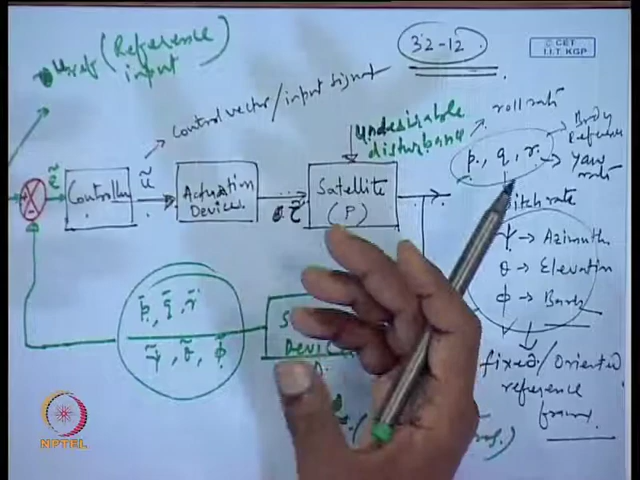 uref (Reference
input)
32-12
© CET
I.I.T. KGP
Control vector/input signal
undesirable
disturbance
roll rate
Body
Reference
ẽ
Controller
ũ
Actuation
Device.
τ̃
Satellite
(P)
p., q, r.
yaw
rate
pitch rate
ψ → Azimuth
θ → Elevation
φ → Bank
p̃, q̃, r̃
ψ̃, θ̃, φ̃
fixed/Oriented
reference
frame.
NPTEL